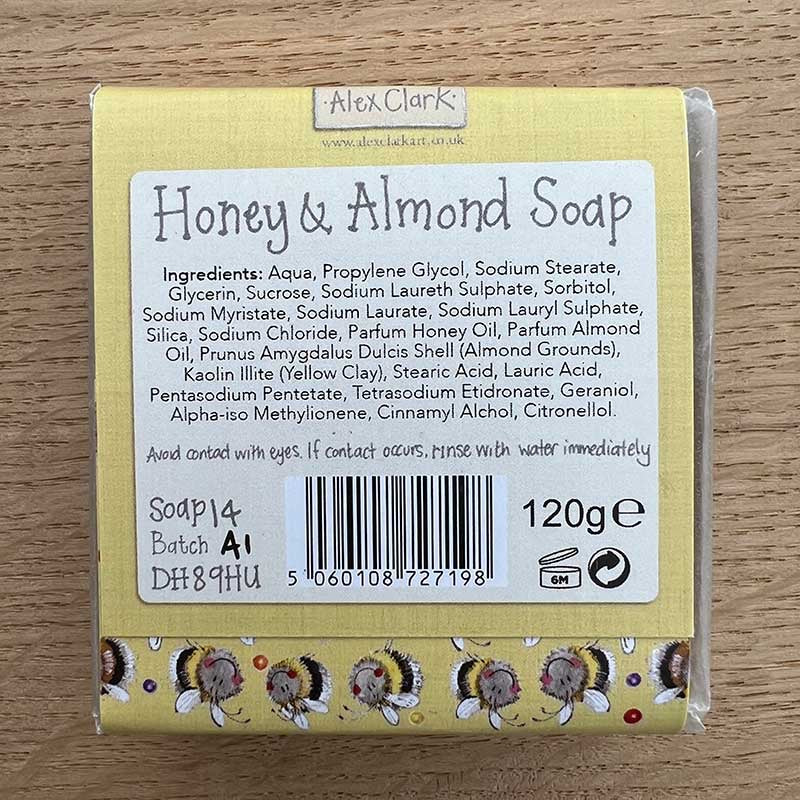 ·Alex Clark·
www.alexclarkart.co.uk
Honey & Almond Soap
Ingredients: Aqua, Propylene Glycol, Sodium Stearate,
Glycerin, Sucrose, Sodium Laureth Sulphate, Sorbitol,
Sodium Myristate, Sodium Laurate, Sodium Lauryl Sulphate,
Silica, Sodium Chloride, Parfum Honey Oil, Parfum Almond
Oil, Prunus Amygdalus Dulcis Shell (Almond Grounds),
Kaolin Illite (Yellow Clay), Stearic Acid, Lauric Acid,
Pentasodium Pentetate, Tetrasodium Etidronate, Geraniol,
Alpha-iso Methylionene, Cinnamyl Alchol, Citronellol.
Avoid contact with eyes. If contact occurs, rinse with water immediately
Soap14
Batch A1
DH89HU
5 060108 727198
120g℮
6M